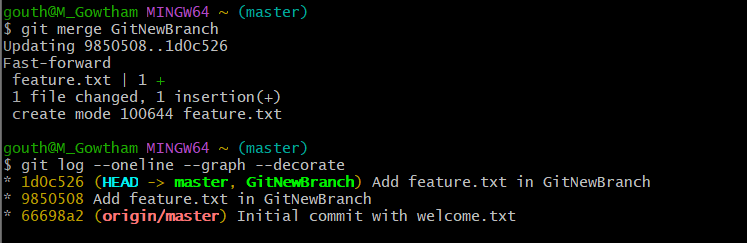 gouth@M_Gowtham MINGW64 ~ (master)
$ git merge GitNewBranch
Updating 9850508..1d0c526
Fast-forward
 feature.txt | 1 +
 1 file changed, 1 insertion(+)
 create mode 100644 feature.txt

gouth@M_Gowtham MINGW64 ~ (master)
$ git log --oneline --graph --decorate
* 1d0c526 (HEAD -> master, GitNewBranch) Add feature.txt in GitNewBranch
* 9850508 Add feature.txt in GitNewBranch
* 66698a2 (origin/master) Initial commit with welcome.txt